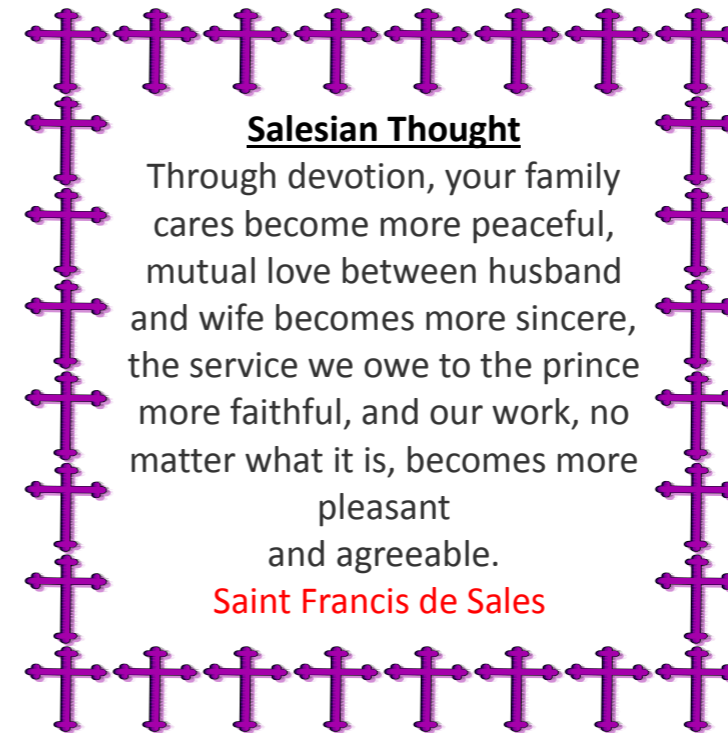 Salesian Thought
Through devotion, your family
cares become more peaceful,
mutual love between husband
and wife becomes more sincere,
the service we owe to the prince
more faithful, and our work, no
matter what it is, becomes more
pleasant
and agreeable.
Saint Francis de Sales